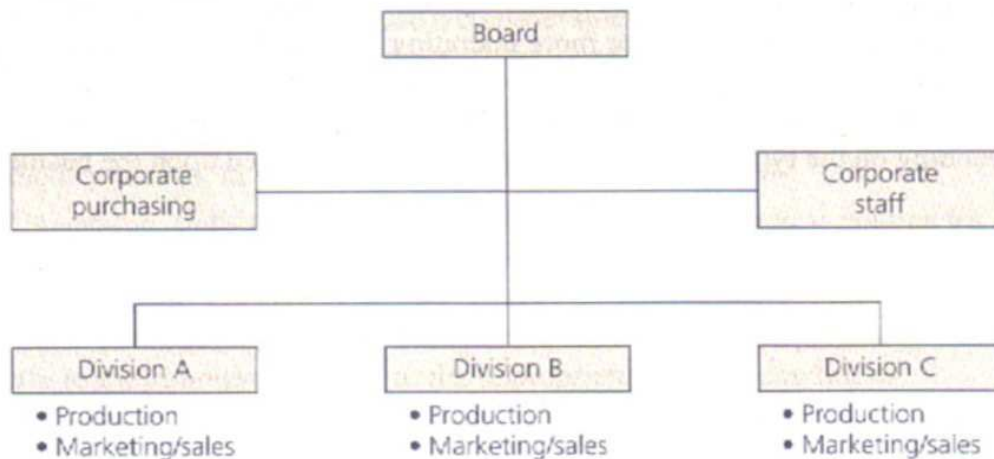 Board
Corporate
purchasing
Corporate
staff
Division A
• Production
• Marketing/sales
Division B
• Production
• Marketing/sales
Division C
• Production
• Marketing/sales